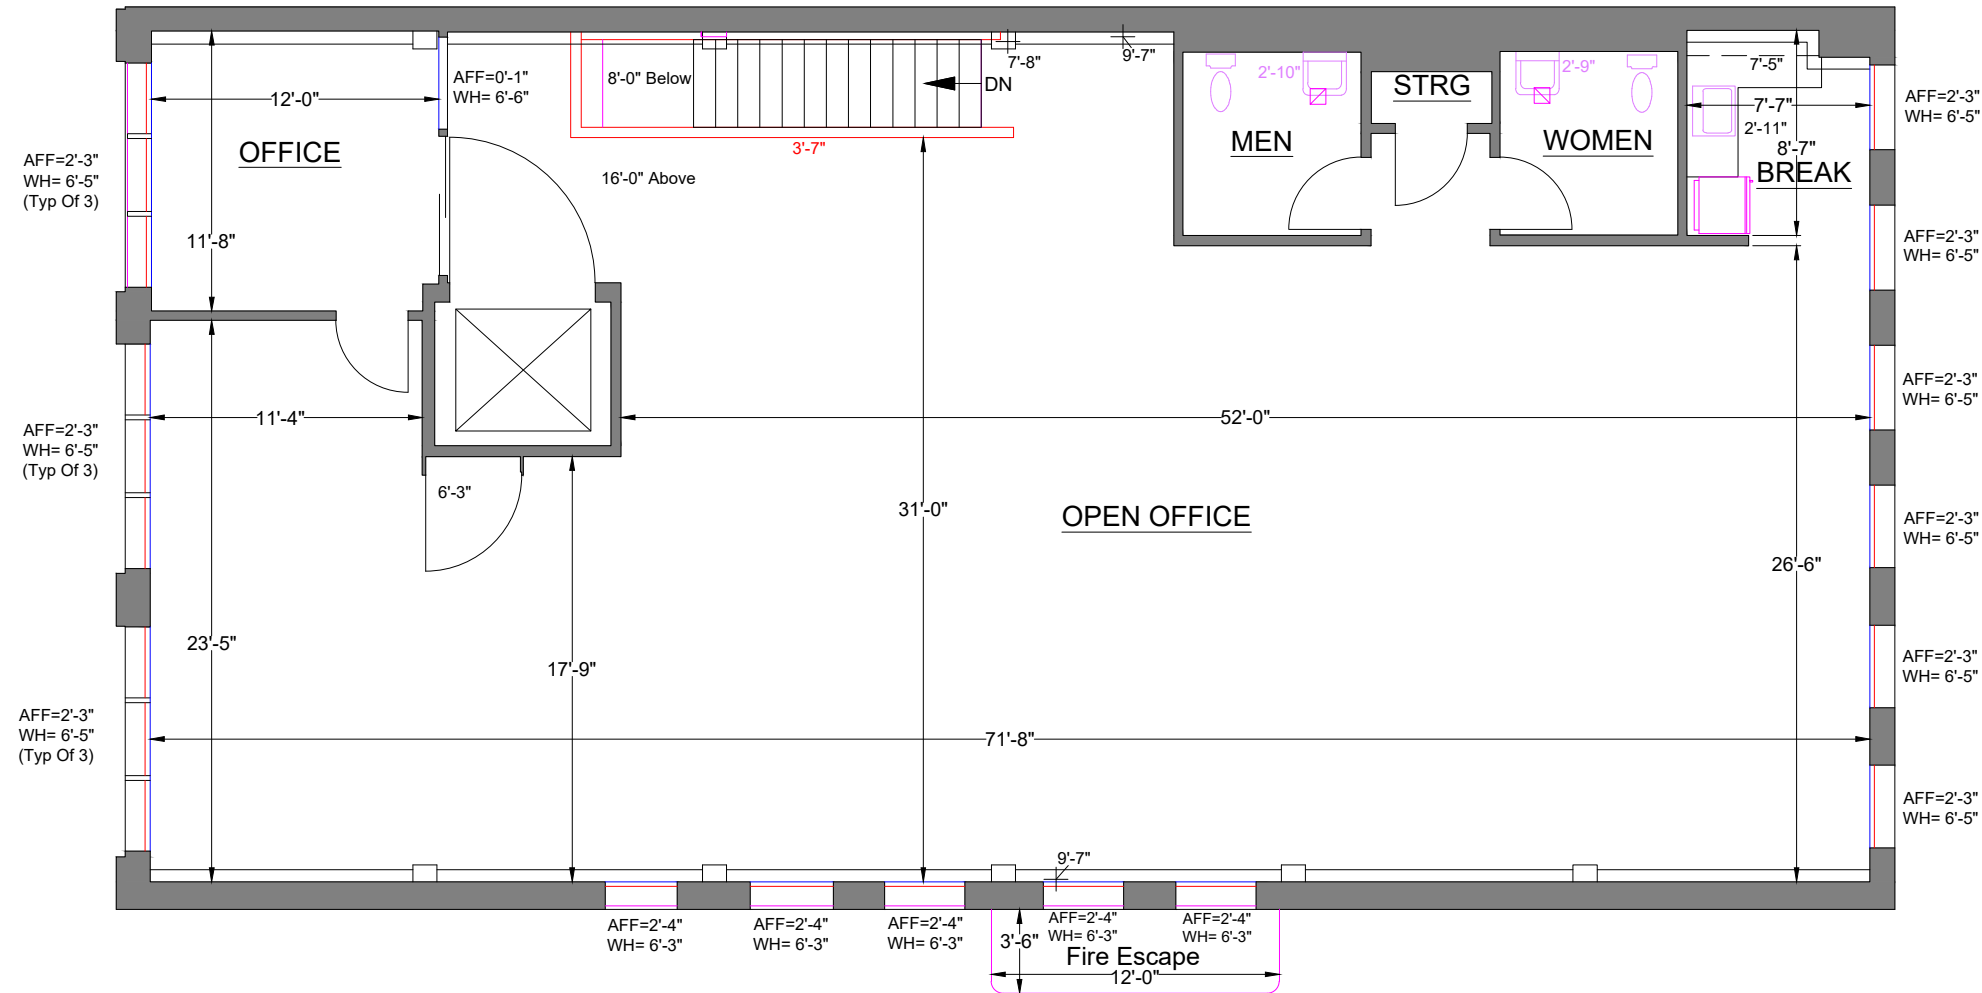 7'-8"
9'-7"
AFF=0'-1"
WH= 6'-6"
8'-0" Below
DN
12'-0"
2'-10"
STRG
2'-9"
7'-5"
7'-7"
2'-11"
8'-7"
AFF=2'-3"
WH= 6'-5"
OFFICE
3'-7"
MEN
WOMEN
BREAK
AFF=2'-3"
WH= 6'-5"
(Typ Of 3)
16'-0" Above
11'-8"
AFF=2'-3"
WH= 6'-5"
AFF=2'-3"
WH= 6'-5"
11'-4"
52'-0"
AFF=2'-3"
WH= 6'-5"
(Typ Of 3)
6'-3"
31'-0"
OPEN OFFICE
AFF=2'-3"
WH= 6'-5"
26'-6"
23'-5"
17'-9"
AFF=2'-3"
WH= 6'-5"
AFF=2'-3"
WH= 6'-5"
(Typ Of 3)
71'-8"
AFF=2'-3"
WH= 6'-5"
9'-7"
AFF=2'-4"
WH= 6'-3"
AFF=2'-4"
WH= 6'-3"
AFF=2'-4"
WH= 6'-3"
AFF=2'-4"
WH= 6'-3"
AFF=2'-4"
WH= 6'-3"
3'-6"
Fire Escape
12'-0"